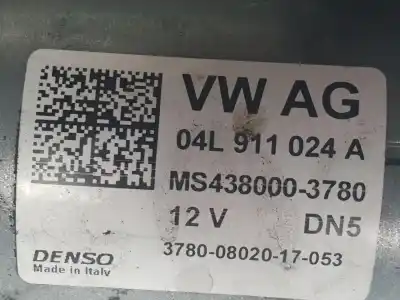 VW AG
04L 911 024 A
MS438000-3780
12 V DN5
3780-08020-17-053
DENSO
Made in Italy